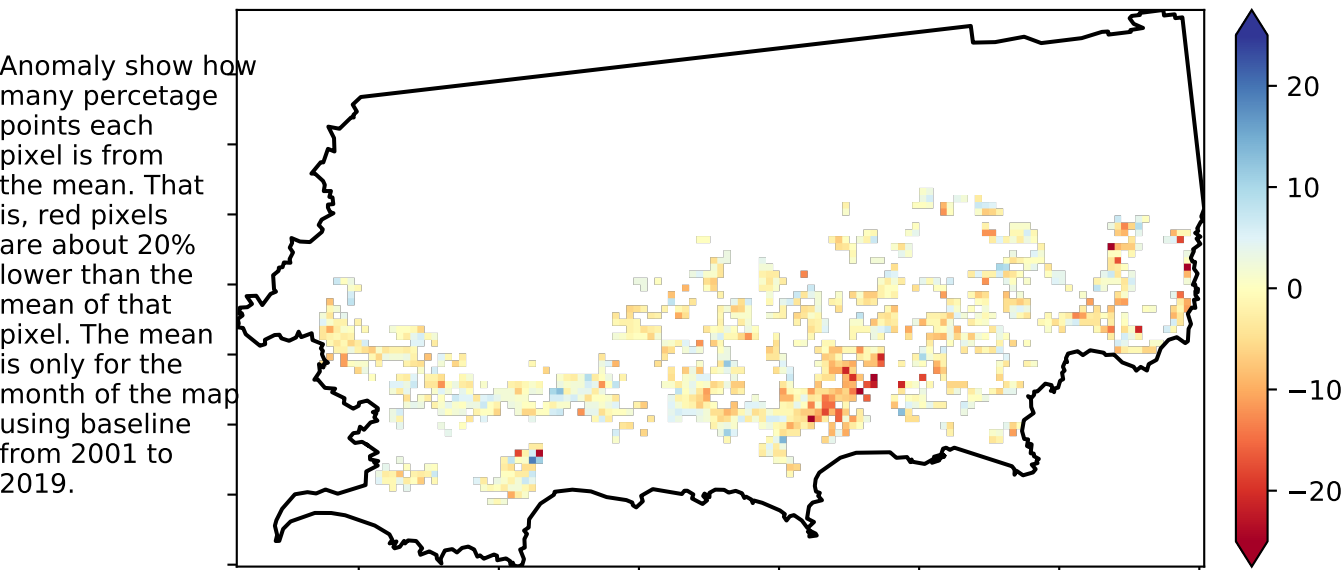 Anomaly show how
many percetage
points each
pixel is from
the mean. That
is, red pixels
are about 20%
lower than the
mean of that
pixel. The mean
is only for the
month of the map
using baseline
from 2001 to
2019.
20
10
0
−10
−20